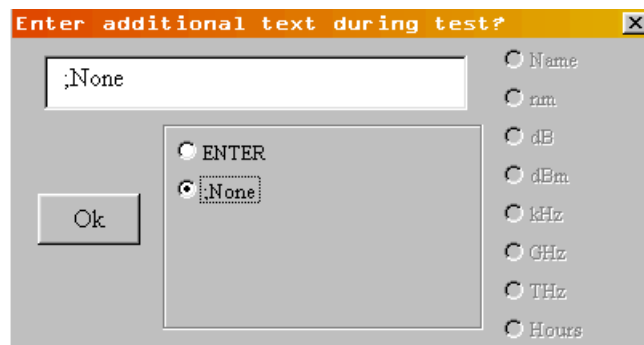 Enter additional text during test?
;None
ENTER
;None
Ok
Name
nm
dB
dBm
kHz
GHz
THz
Hours